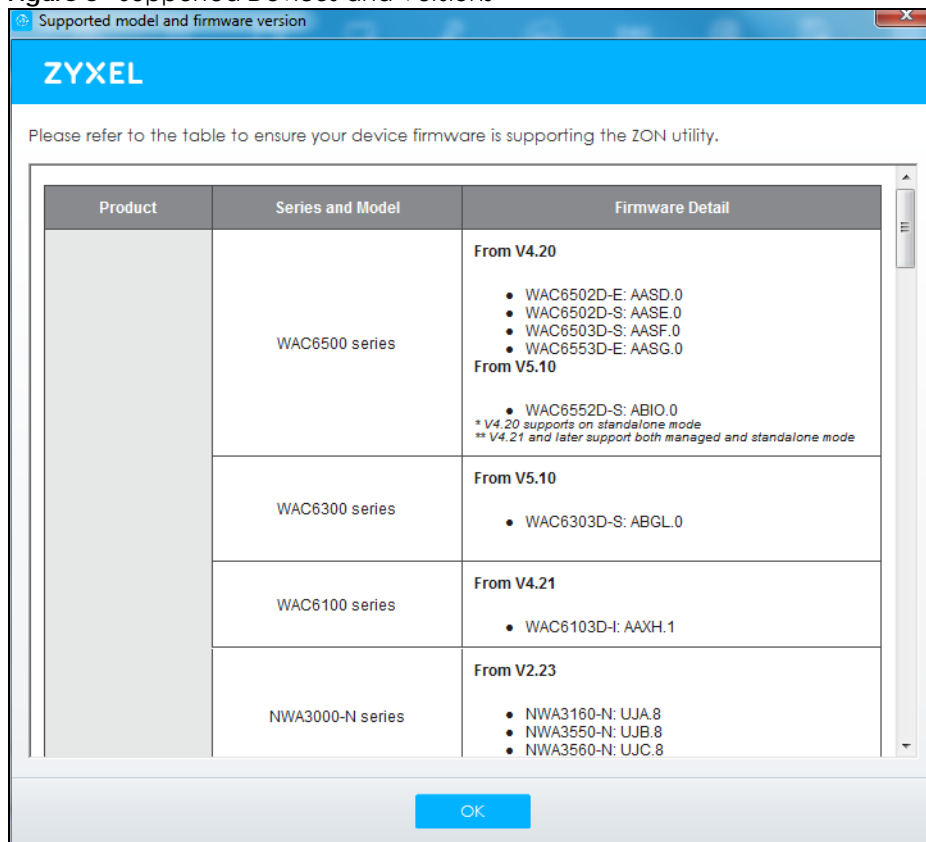 Supported model and firmware version
ZYXEL
Please refer to the table to ensure your device firmware is supporting the ZON utility.
Product
Series and Model
Firmware Detail
WAC6500 series
From V4.20
● WAC6502D-E: AASD.0
● WAC6502D-S: AASE.0
● WAC6503D-S: AASF.0
● WAC6553D-E: AASG.0
From V5.10
● WAC6552D-S: ABIO.0
* V4.20 supports on standalone mode
** V4.21 and later support both managed and standalone mode
WAC6300 series
From V5.10
● WAC6303D-S: ABGL.0
WAC6100 series
From V4.21
● WAC6103D-I: AAXH.1
NWA3000-N series
From V2.23
● NWA3160-N: UJA.8
● NWA3550-N: UJB.8
● NWA3560-N: UJC.8
OK